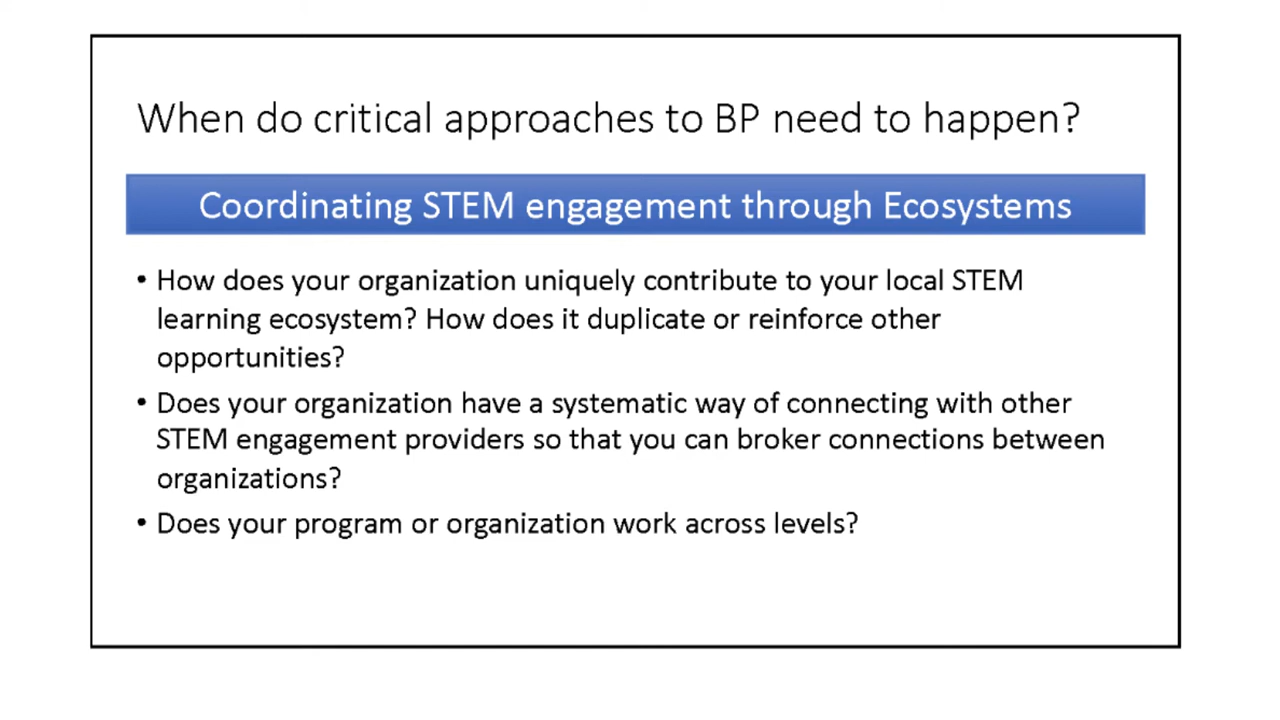 When do critical approaches to BP need to happen?
Coordinating STEM engagement through Ecosystems
• How does your organization uniquely contribute to your local STEM
learning ecosystem? How does it duplicate or reinforce other
opportunities?
• Does your organization have a systematic way of connecting with other
STEM engagement providers so that you can broker connections between
organizations?
• Does your program or organization work across levels?